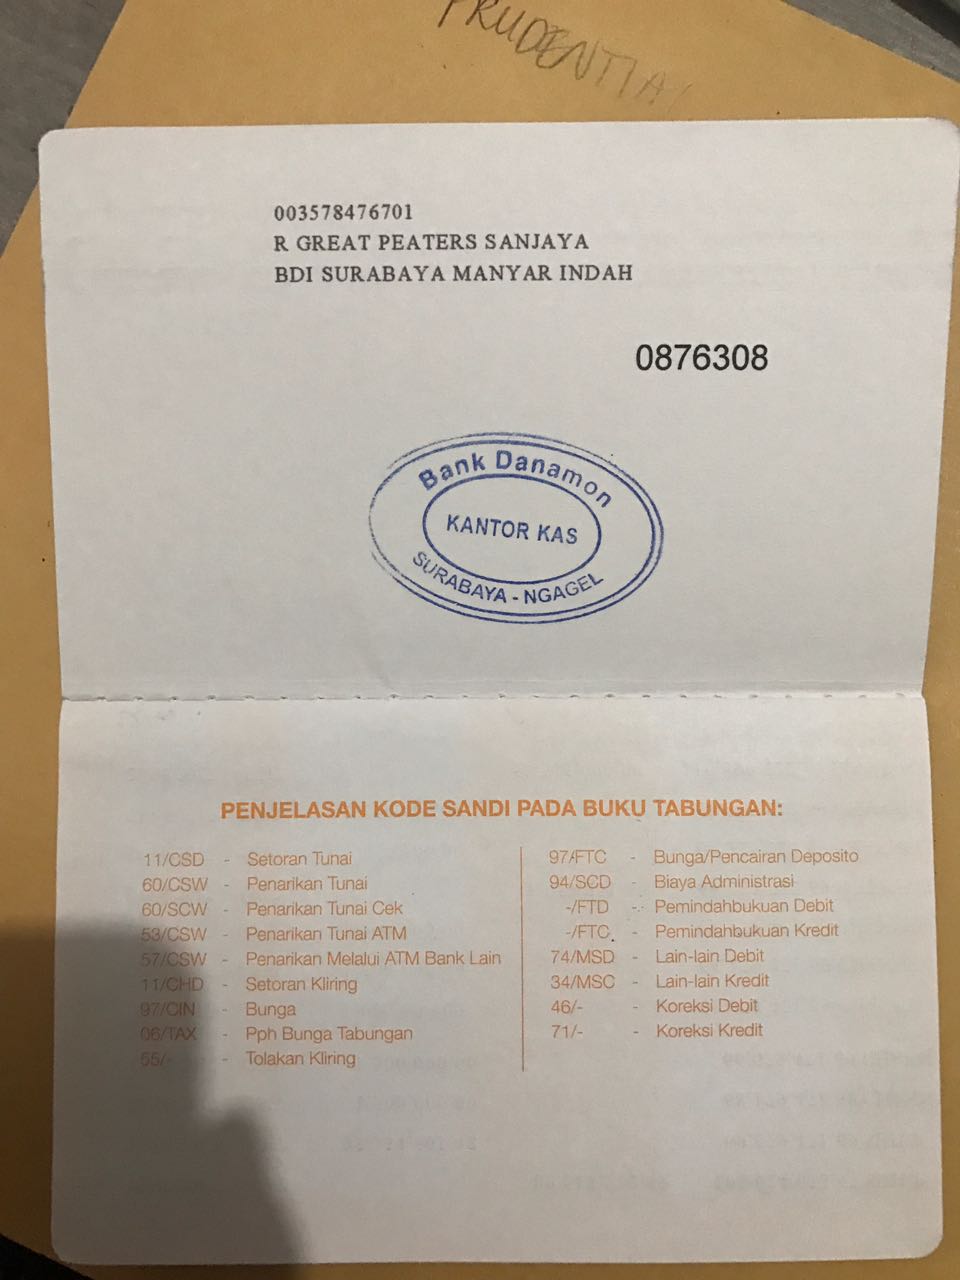 PRUDENTIAL
003578476701
R GREAT PEATERS SANJAYA
BDI SURABAYA MANYAR INDAH
0876308
Bank Danamon
KANTOR KAS
SURABAYA - NGAGEL
PENJELASAN KODE SANDI PADA BUKU TABUNGAN:
11/CSD - Setoran Tunai
60/CSW - Penarikan Tunai
60/SCW - Penarikan Tunai Cek
53/CSW - Penarikan Tunai ATM
57/CSW - Penarikan Melalui ATM Bank Lain
11/CHD - Setoran Kliring
97/CIN - Bunga
06/TAX - Pph Bunga Tabungan
55/- - Tolakan Kliring
97/FTC - Bunga/Pencairan Deposito
94/SCD - Biaya Administrasi
-/FTD - Pemindahbukuan Debit
-/FTC - Pemindahbukuan Kredit
74/MSD - Lain-lain Debit
34/MSC - Lain-lain Kredit
46/- - Koreksi Debit
71/- - Koreksi Kredit